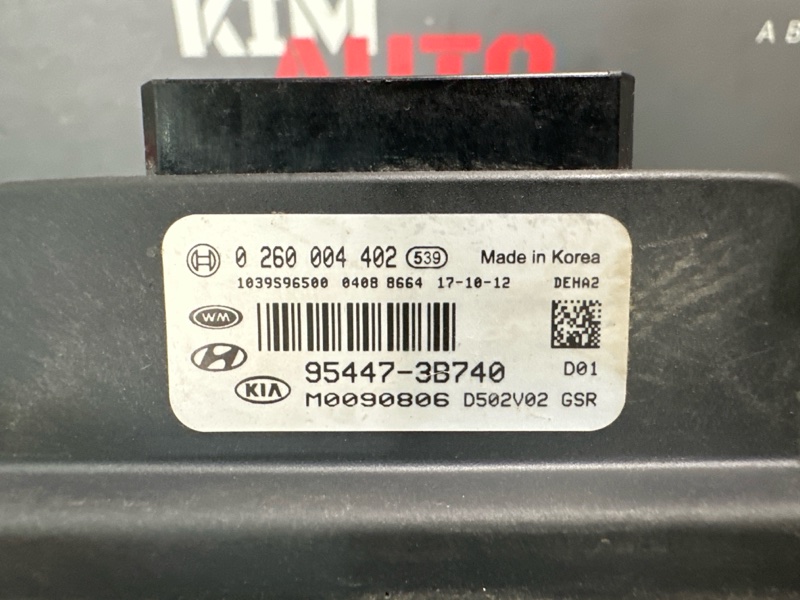 KIM
AUTO
А В
0 260 004 402 539 Made in Korea
1039S96500 0408 8664 17-10-12 DEHA2
WM
95447-3B740 D01
KIA M0090806 D502V02 GSR